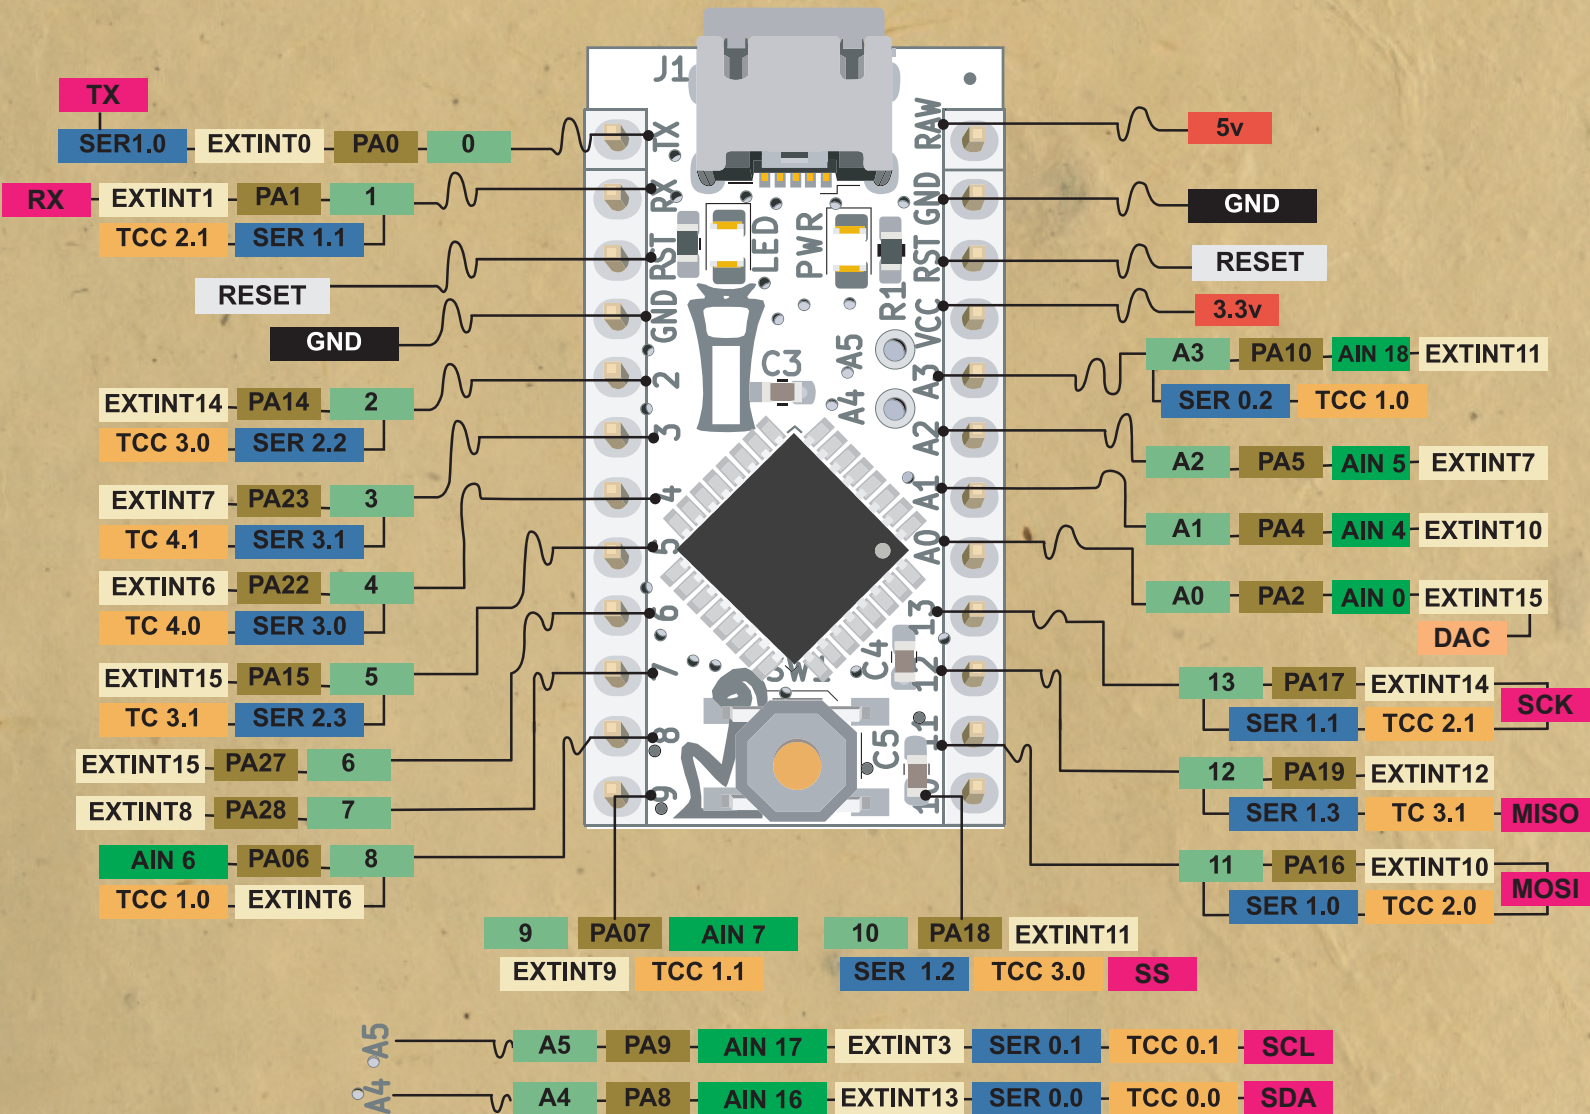 TX
SER1.0 EXTINT0 PA0 0
RX EXTINT1 PA1 1
TCC 2.1 SER 1.1
RESET
GND
EXTINT14 PA14 2
TCC 3.0 SER 2.2
EXTINT7 PA23 3
TC 4.1 SER 3.1
EXTINT6 PA22 4
TC 4.0 SER 3.0
EXTINT15 PA15 5
TC 3.1 SER 2.3
EXTINT15 PA27 6
EXTINT8 PA28 7
AIN 6 PA06 8
TCC 1.0 EXTINT6
J1
TX
RX
RST
GND
2
3
4
5
6
7
8
9
LED
PWR
C3
R1
A5
A4
C4
C5
RAW
GND
RST
VCC
A3
A2
A1
A0
13
12
11
10
5v
GND
RESET
3.3v
A3 PA10 AIN 18 EXTINT11
SER 0.2 TCC 1.0
A2 PA5 AIN 5 EXTINT7
A1 PA4 AIN 4 EXTINT10
A0 PA2 AIN 0 EXTINT15
DAC
13 PA17 EXTINT14 SCK
SER 1.1 TCC 2.1
12 PA19 EXTINT12
SER 1.3 TC 3.1 MISO
11 PA16 EXTINT10 MOSI
SER 1.0 TCC 2.0
9 PA07 AIN 7
EXTINT9 TCC 1.1
10 PA18 EXTINT11
SER 1.2 TCC 3.0 SS
A5 A5 PA9 AIN 17 EXTINT3 SER 0.1 TCC 0.1 SCL
A4 A4 PA8 AIN 16 EXTINT13 SER 0.0 TCC 0.0 SDA